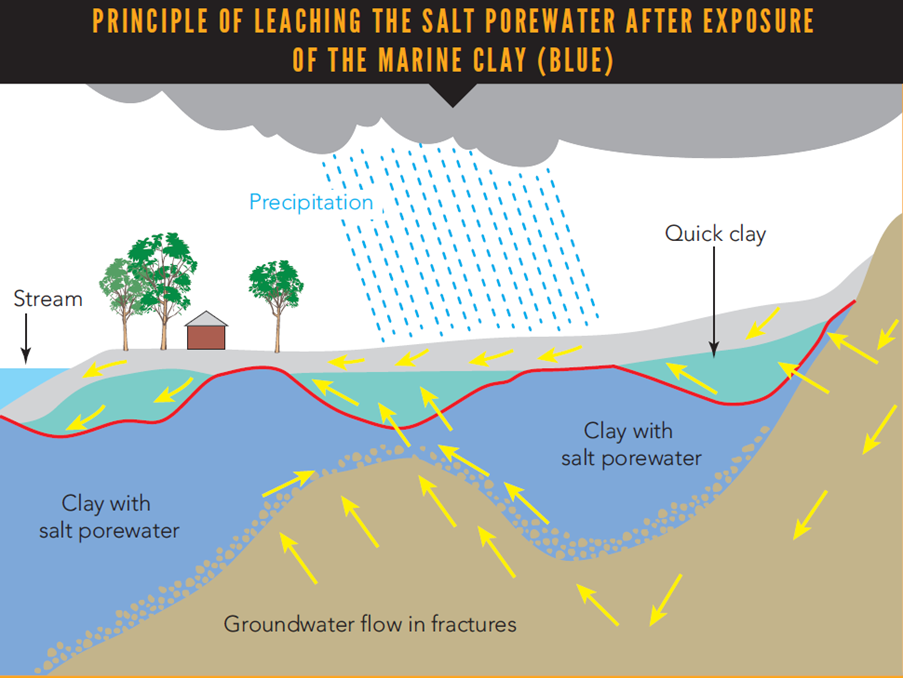 PRINCIPLE OF LEACHING THE SALT POREWATER AFTER EXPOSURE
OF THE MARINE CLAY (BLUE)
Precipitation
Quick clay
Stream
Clay with
salt porewater
Clay with
salt porewater
Groundwater flow in fractures